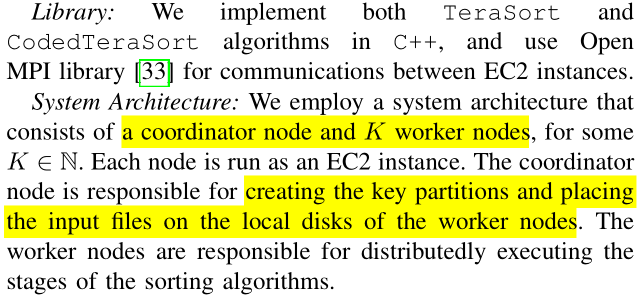 Library: We implement both TeraSort and
CodedTeraSort algorithms in C++, and use Open
MPI library [33] for communications between EC2 instances.
System Architecture: We employ a system architecture that
consists of a coordinator node and K worker nodes, for some
K ∈ ℕ. Each node is run as an EC2 instance. The coordinator
node is responsible for creating the key partitions and placing
the input files on the local disks of the worker nodes. The
worker nodes are responsible for distributedly executing the
stages of the sorting algorithms.